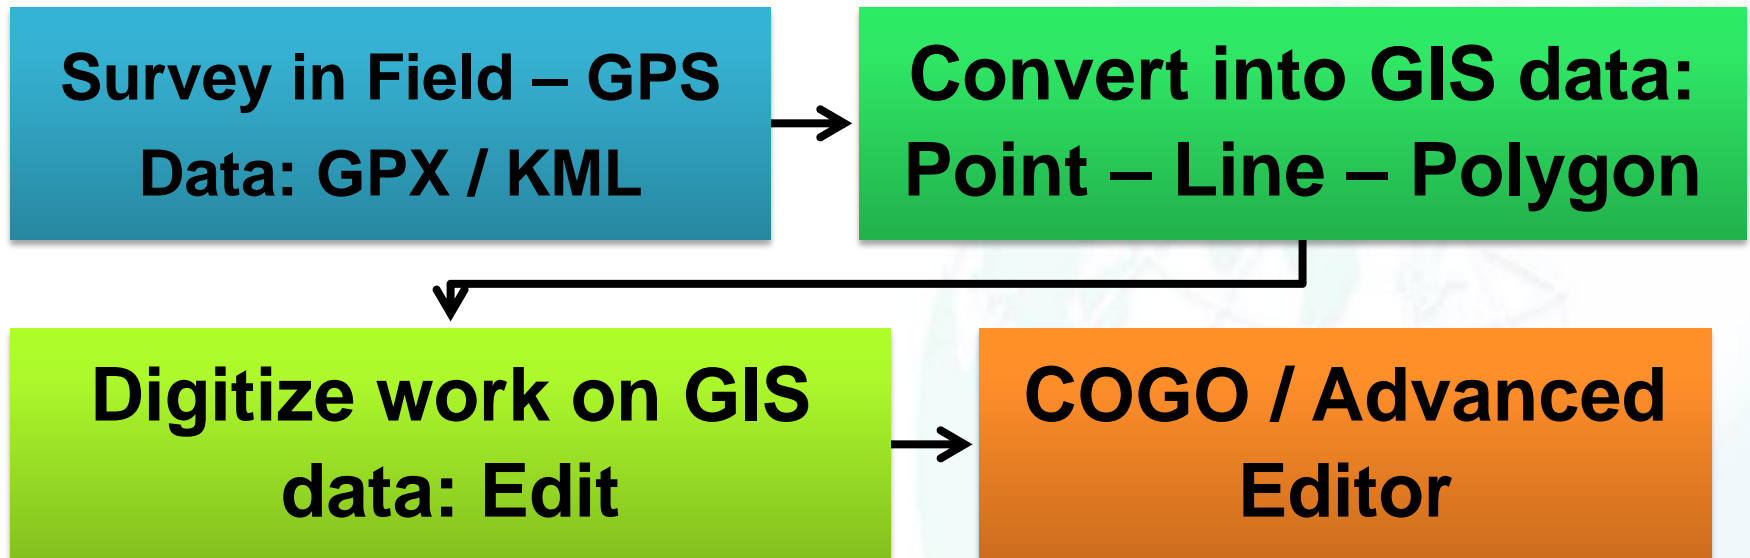 Survey in Field – GPS
Data: GPX / KML
Convert into GIS data:
Point – Line – Polygon
Digitize work on GIS
data: Edit
COGO / Advanced
Editor